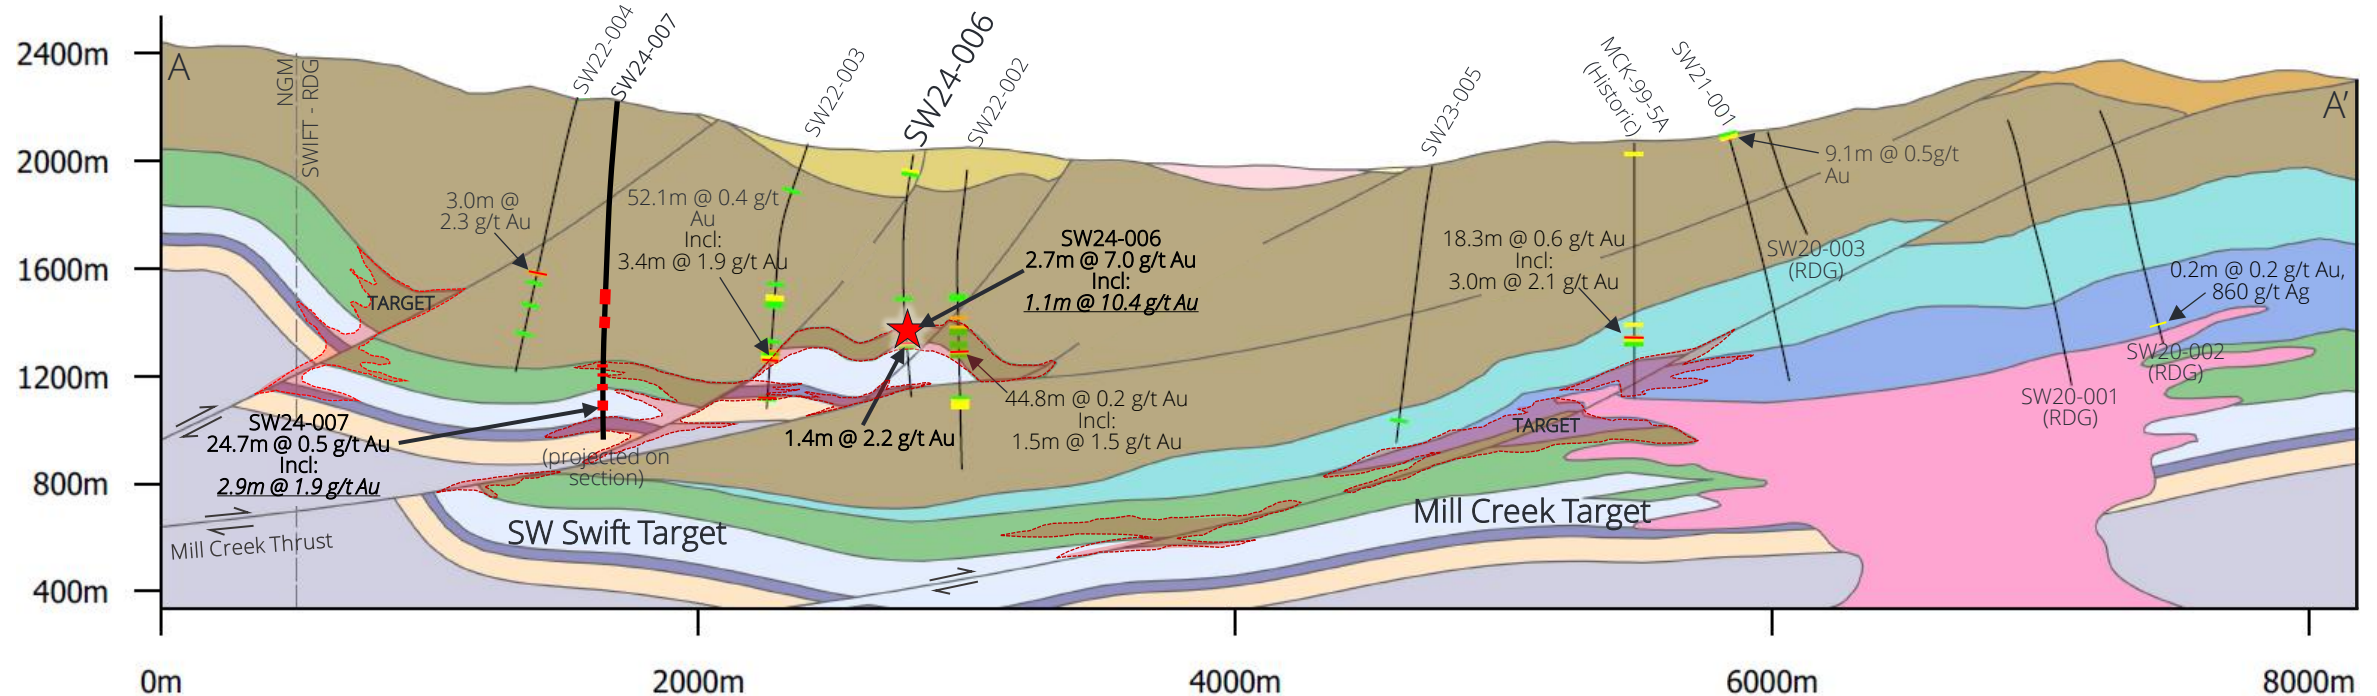 2400m
2000m
1600m
1200m
800m
400m
0m
2000m
4000m
6000m
8000m
A
A'
NGM
SWIFT - RDG
SW22-004
SW24-007
SW22-003
SW24-006
SW22-002
SW23-005
MCK-99-5A
(Historic)
SW21-001
3.0m @
2.3 g/t Au
52.1m @ 0.4 g/t
Au
Incl:
3.4m @ 1.9 g/t Au
SW24-006
2.7m @ 7.0 g/t Au
Incl:
1.1m @ 10.4 g/t Au
18.3m @ 0.6 g/t Au
Incl:
3.0m @ 2.1 g/t Au
9.1m @ 0.5g/t
Au
SW20-003
(RDG)
0.2m @ 0.2 g/t Au,
860 g/t Ag
SW20-002
(RDG)
SW20-001
(RDG)
TARGET
TARGET
SW24-007
24.7m @ 0.5 g/t Au
Incl:
2.9m @ 1.9 g/t Au
(projected on
section)
1.4m @ 2.2 g/t Au
44.8m @ 0.2 g/t Au
Incl:
1.5m @ 1.5 g/t Au
SW Swift Target
Mill Creek Target
Mill Creek Thrust